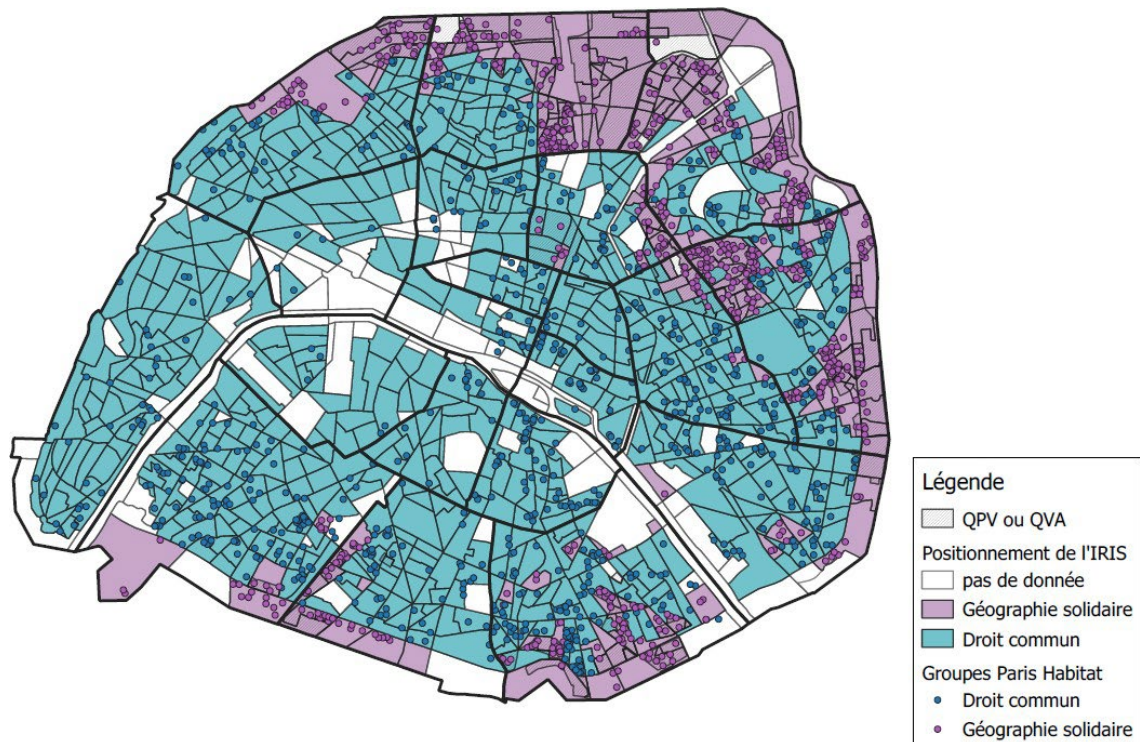 Légende
QPV ou QVA
Positionnement de l'IRIS
pas de donnée
Géographie solidaire
Droit commun
Groupes Paris Habitat
Droit commun
Géographie solidaire